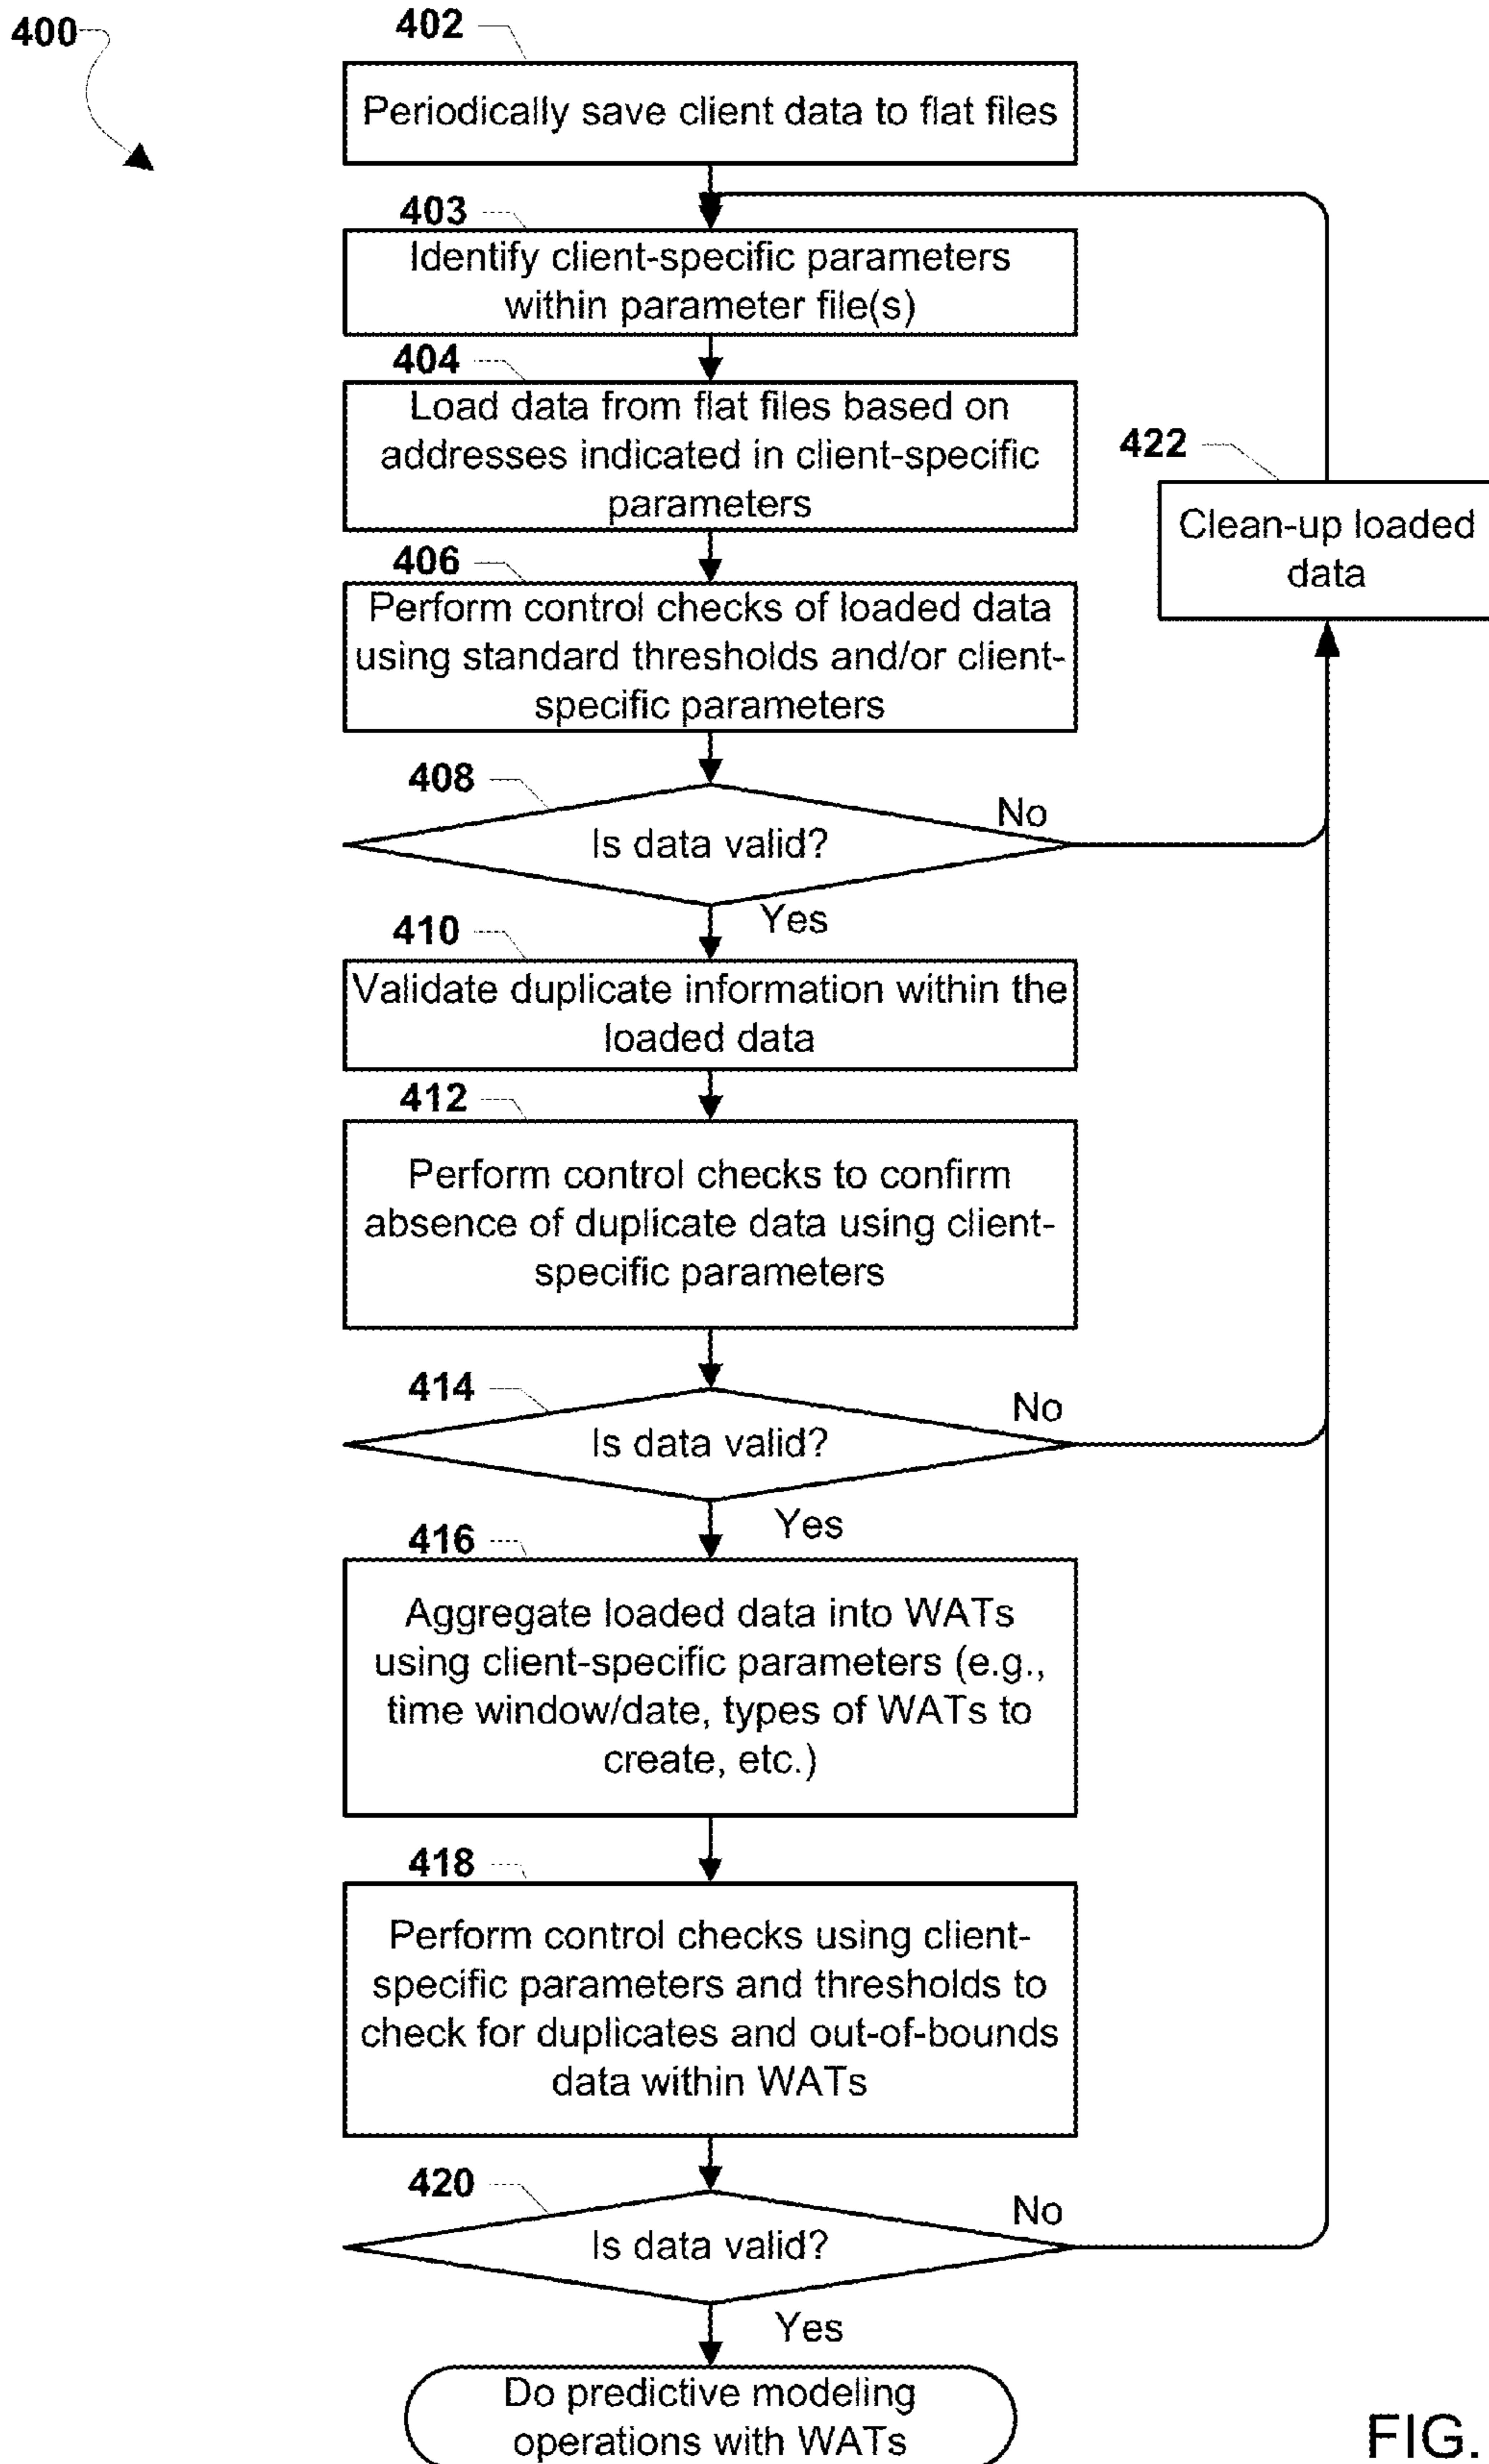 400
402
Periodically save client data to flat files
403
Identify client-specific parameters
within parameter file(s)
404
Load data from flat files based on
addresses indicated in client-specific
parameters
422
Clean-up loaded
data
406
Perform control checks of loaded data
using standard thresholds and/or client-
specific parameters
408
Is data valid?
No
Yes
410
Validate duplicate information within the
loaded data
412
Perform control checks to confirm
absence of duplicate data using client-
specific parameters
414
Is data valid?
No
Yes
416
Aggregate loaded data into WATs
using client-specific parameters (e.g.,
time window/date, types of WATs to
create, etc.)
418
Perform control checks using client-
specific parameters and thresholds to
check for duplicates and out-of-bounds
data within WATs
420
Is data valid?
No
Yes
Do predictive modeling
operations with WATs
FIG.